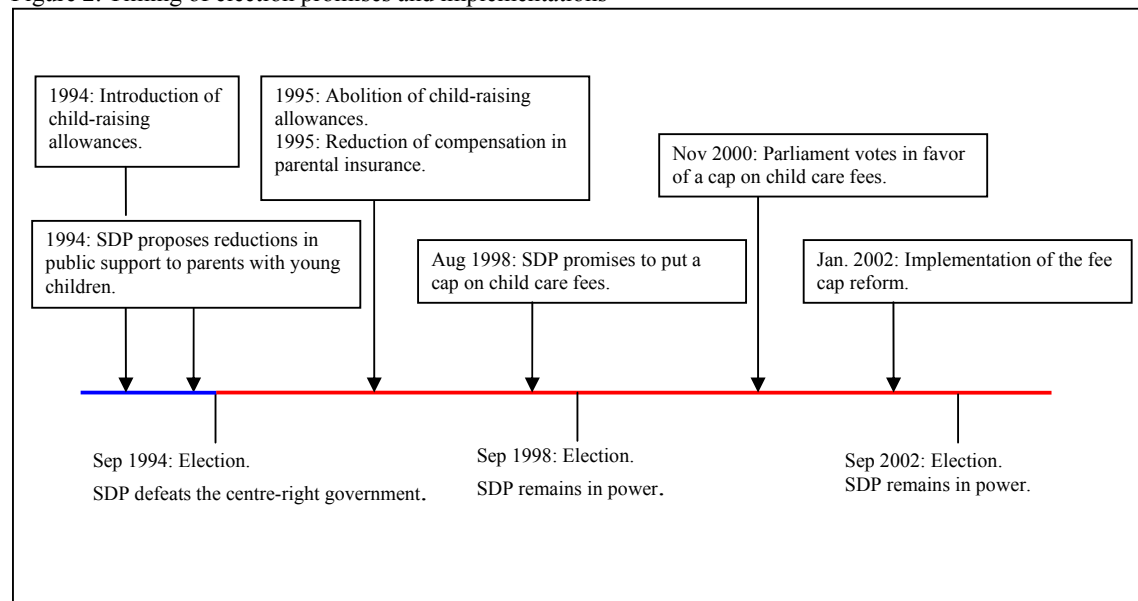 Figure 2: Timing of election promises and implementations
1994: Introduction of
child-raising
allowances.
1995: Abolition of child-raising
allowances.
1995: Reduction of compensation in
parental insurance.
Nov 2000: Parliament votes in favor
of a cap on child care fees.
1994: SDP proposes reductions in
public support to parents with young
children.
Aug 1998: SDP promises to put a
cap on child care fees.
Jan. 2002: Implementation of the fee
cap reform.
Sep 1994: Election.
SDP defeats the centre-right government.
Sep 1998: Election.
SDP remains in power.
Sep 2002: Election.
SDP remains in power.